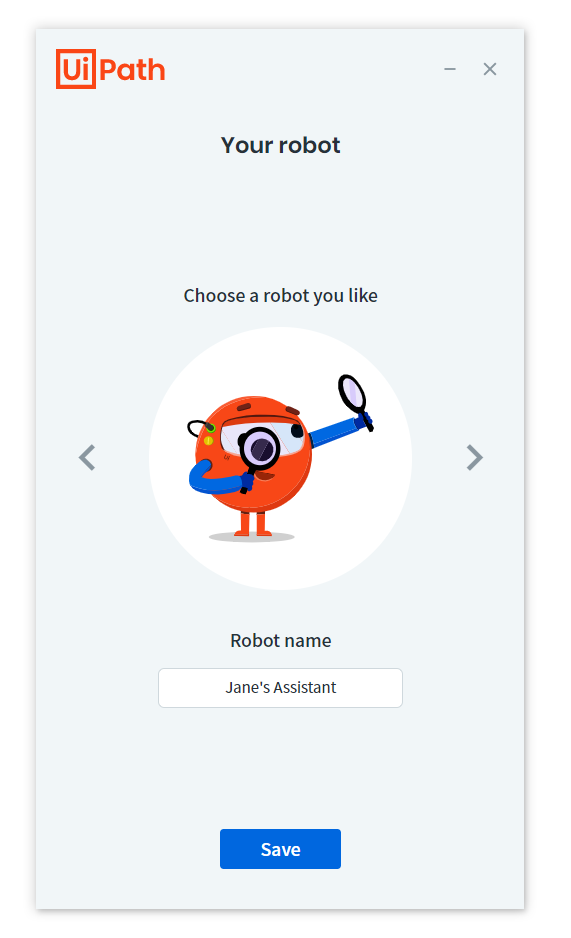 UiPath
Your robot
Choose a robot you like
Robot name
Jane's Assistant
Save